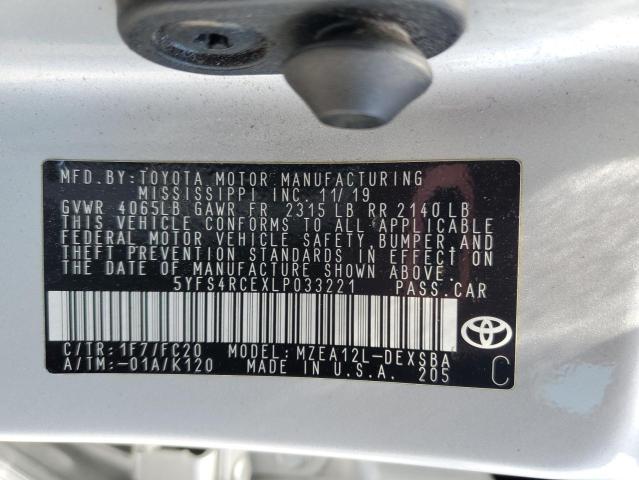 MFD.BY:TOYOTA MOTOR MANUFACTURING
MISSISSIPPI INC. 11/19
GVWR 4065LB GAWR FR 2315 LB RR 2140 LB
THIS VEHICLE CONFORMS TO ALL APPLICABLE
FEDERAL MOTOR VEHICLE SAFETY, BUMPER, AND
THEFT PREVENTION STANDARDS IN EFFECT ON
THE DATE OF MANUFACTURE SHOWN ABOVE.
5YFS4RCEXLP033221 PASS.CAR
C/TR:1F7/FC20 MODEL:MZEA12L-DEXSBA
A/TM:-01A/K120 MADE IN U.S.A. 205
C